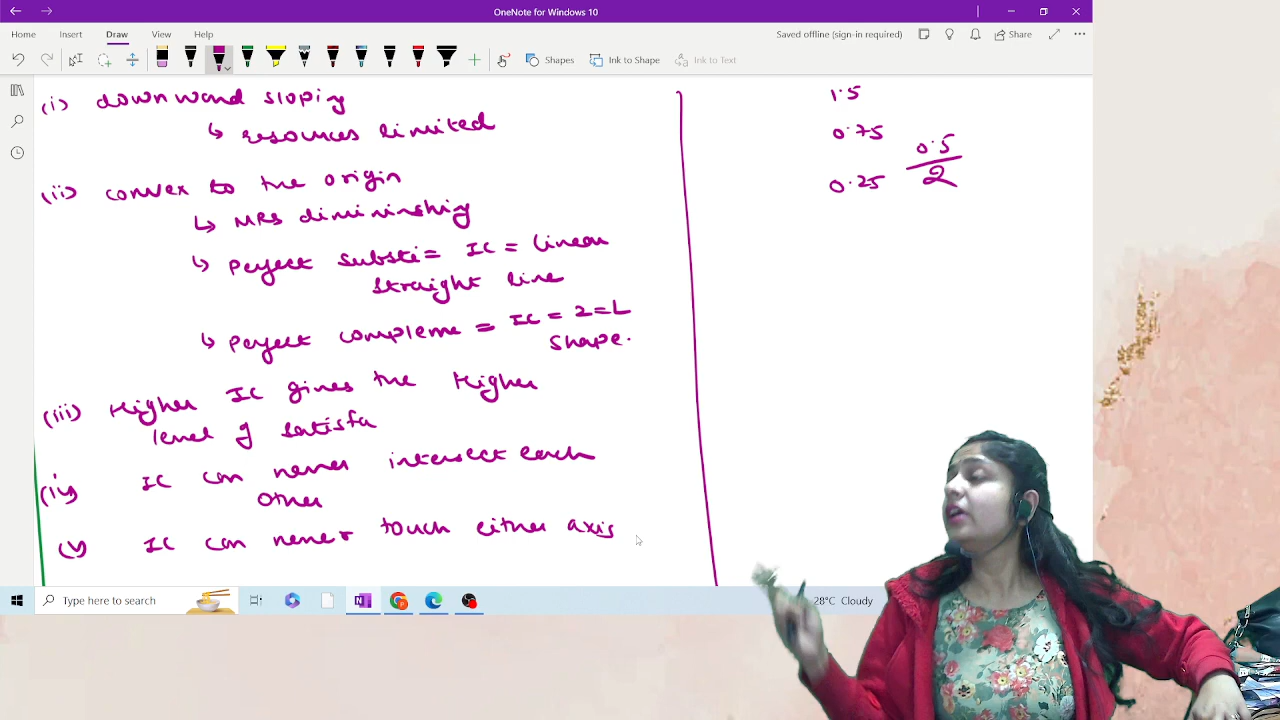 OneNote for Windows 10
Home Insert Draw View Help
Saved offline (sign-in required) Share
Shapes Ink to Shape Ink to Text
(i) downward sloping
↳ resources limited
(ii) convex to the origin
↳ MRS diminishing
↳ Perfect substi = IC = linear
straight line
↳ Perfect compleme = IC = 2 = L
shape.
(iii) Higher IC gives the Higher
level of satisfa
(iv) IC can never intersect each
other
(v) IC can never touch either axis
1.5
0.75
0.5
2
0.25
Type here to search
28°C Cloudy